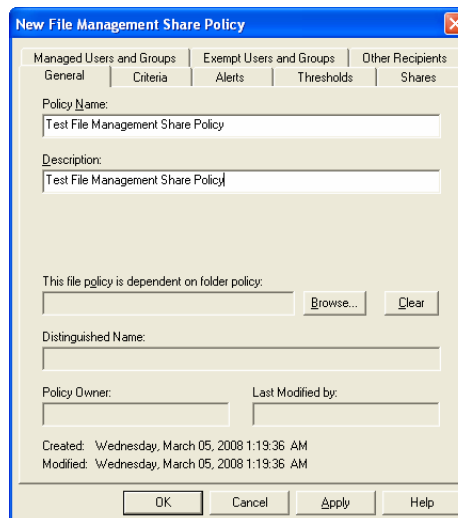 New File Management Share Policy
Managed Users and Groups Exempt Users and Groups Other Recipients
General Criteria Alerts Thresholds Shares
Policy Name:
Test File Management Share Policy
Description:
Test File Management Share Policy
This file policy is dependent on folder policy:
Browse... Clear
Distinguished Name:
Policy Owner: Last Modified by:
Created: Wednesday, March 05, 2008 1:19:36 AM
Modified: Wednesday, March 05, 2008 1:19:36 AM
OK Cancel Apply Help